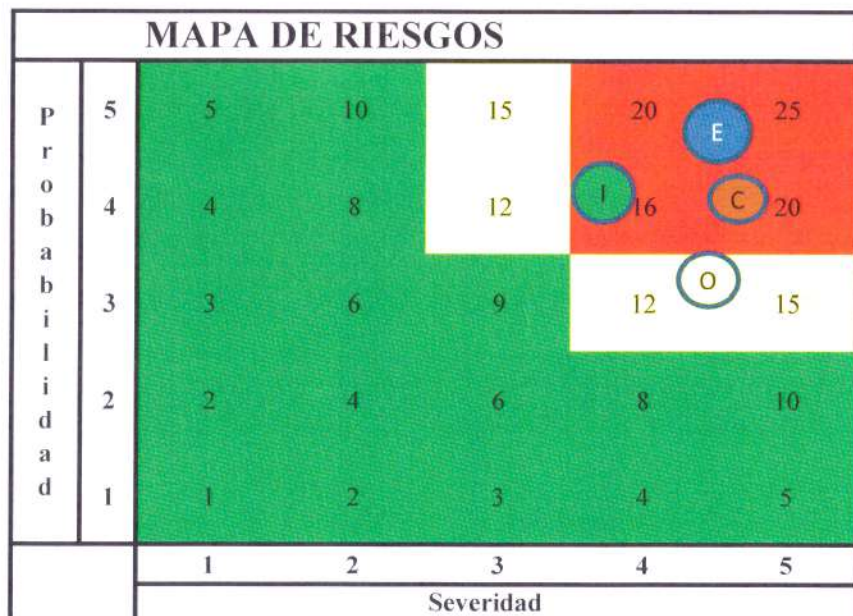 MAPA DE RIESGOS
Probabilidad
5 5 10 15 20 E 25
4 4 8 12 I 16 C 20
O
3 3 6 9 12 15
2 2 4 6 8 10
1 1 2 3 4 5
1 2 3 4 5
Severidad